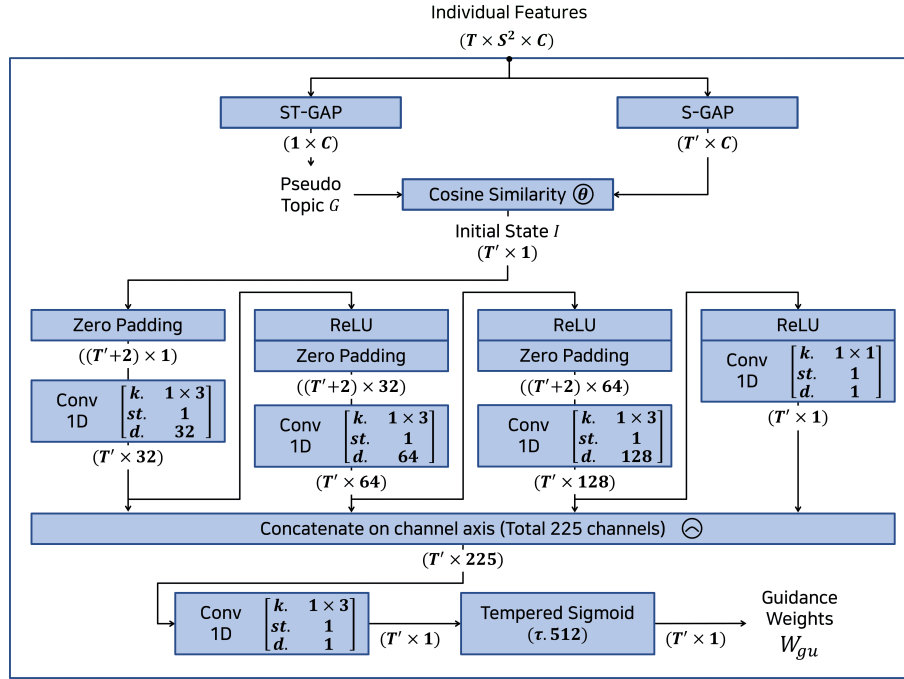 Individual Features
(T × S² × C)
ST-GAP
S-GAP
(1 × C)
(T′ × C)
Pseudo
Topic G
Cosine Similarity θ
Initial State I
(T′ × 1)
Zero Padding
((T′+2) × 1)
Conv 1D [k. 1 × 3
st. 1
d. 32]
(T′ × 32)
ReLU
Zero Padding
((T′+2) × 32)
Conv 1D [k. 1 × 3
st. 1
d. 64]
(T′ × 64)
ReLU
Zero Padding
((T′+2) × 64)
Conv 1D [k. 1 × 3
st. 1
d. 128]
(T′ × 128)
ReLU
Conv 1D [k. 1 × 1
st. 1
d. 1]
(T′ × 1)
Concatenate on channel axis (Total 225 channels)
(T′ × 225)
Conv 1D [k. 1 × 3
st. 1
d. 1]
(T′ × 1)
Tempered Sigmoid
(τ. 512)
(T′ × 1)
Guidance
Weights
W_gu